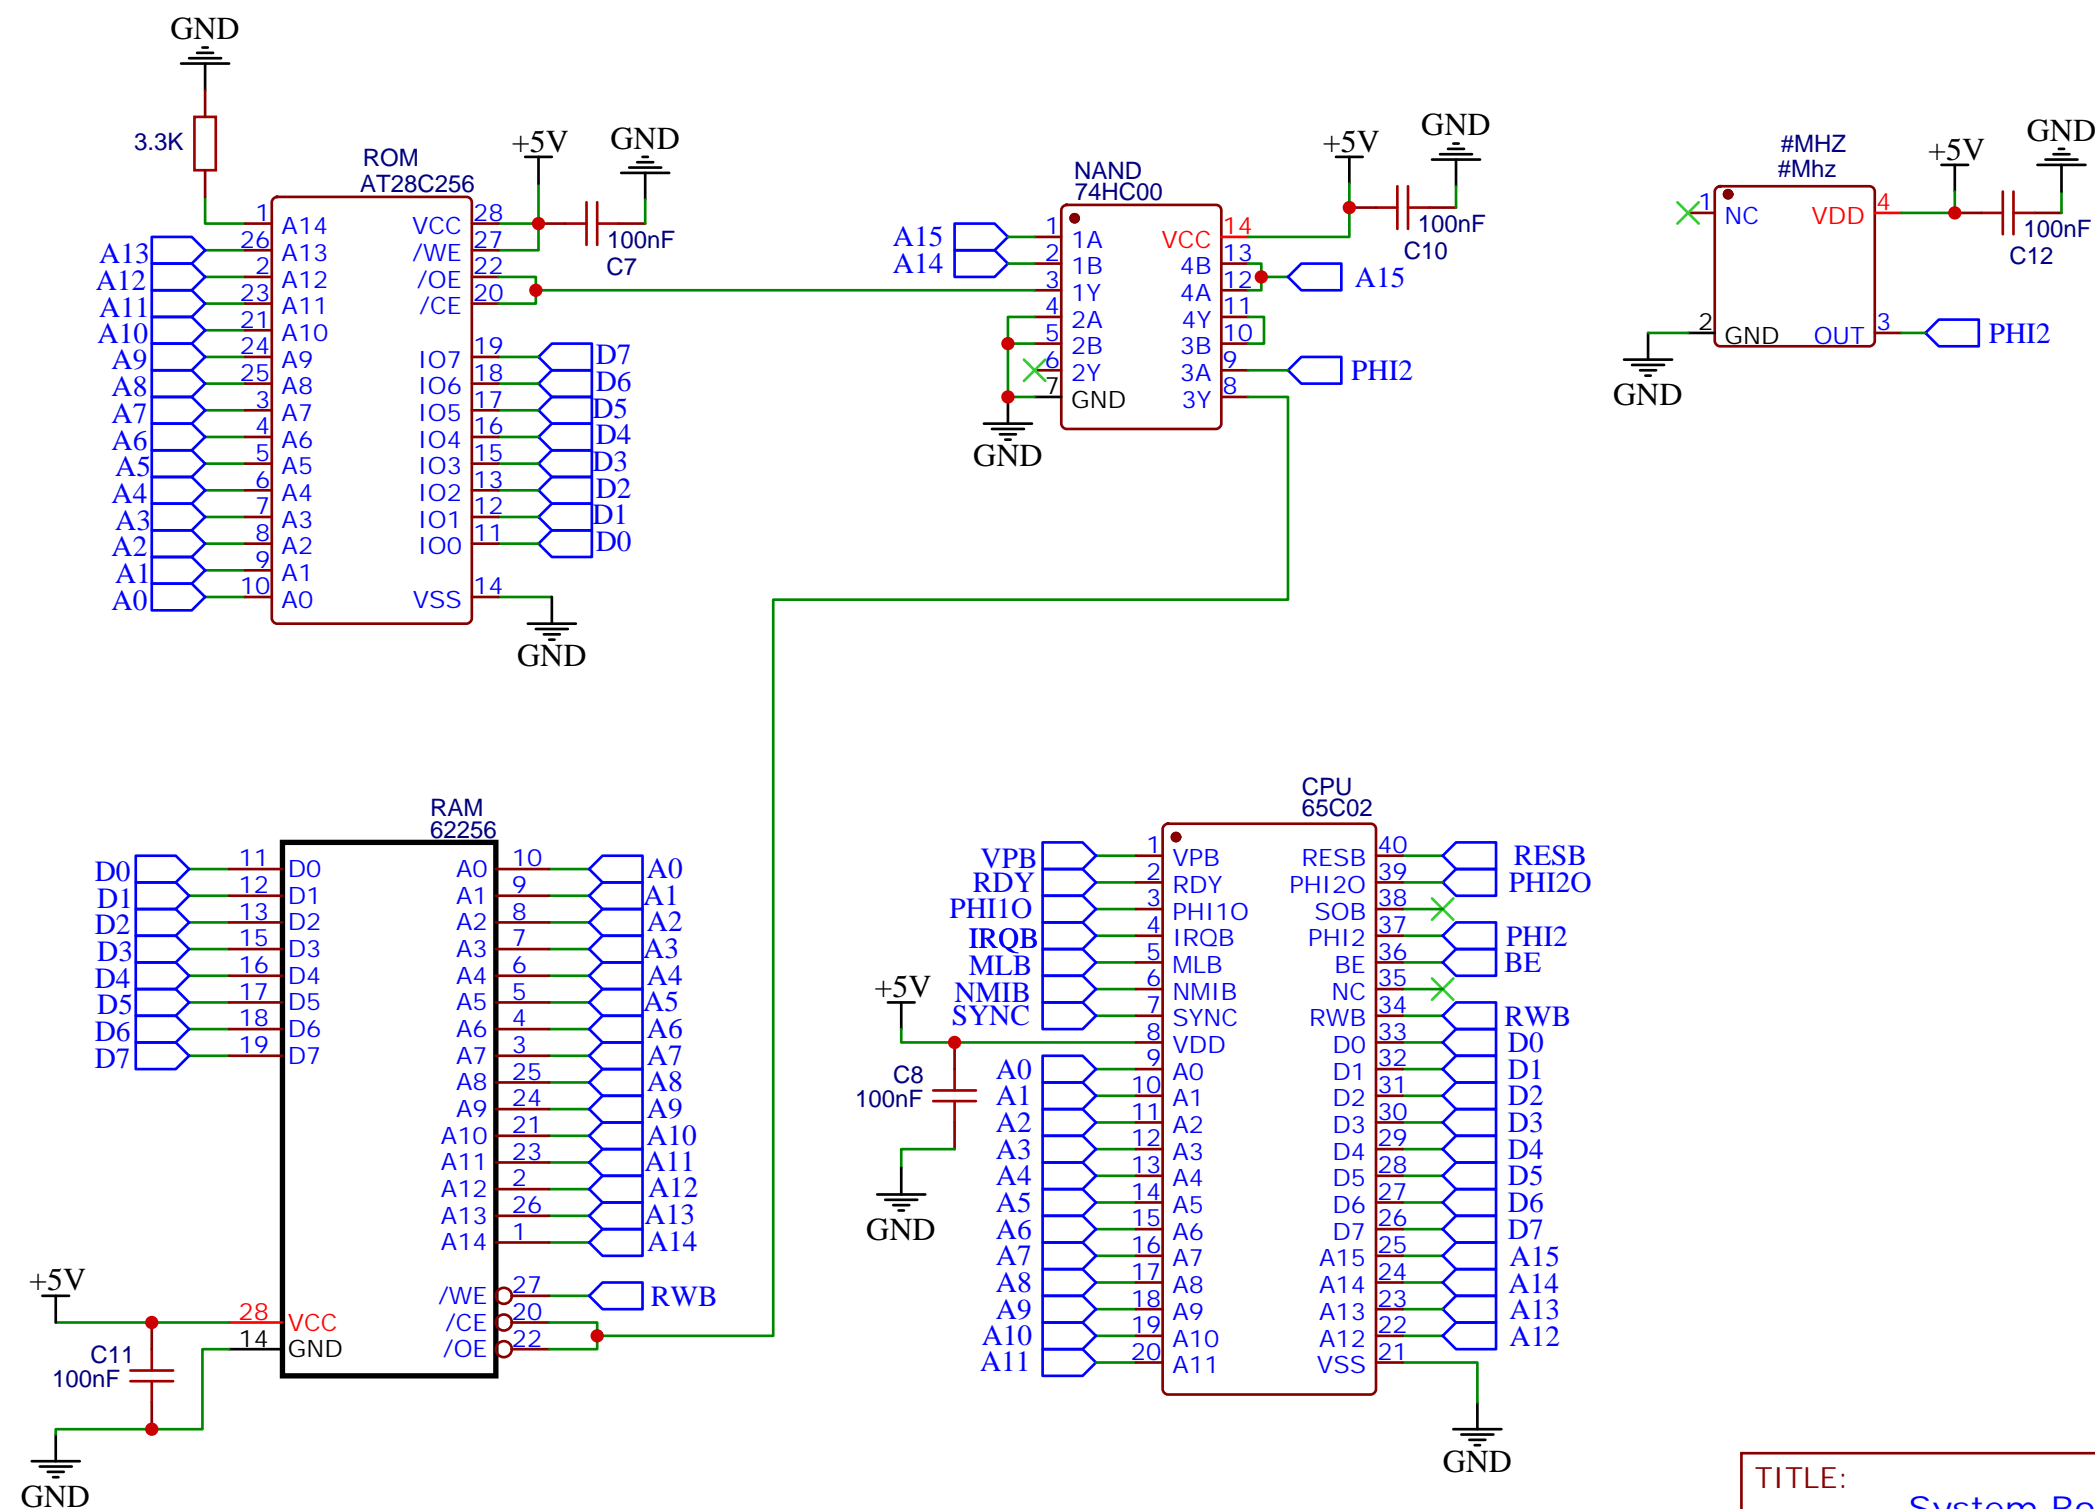 GND
3.3K
ROM
AT28C256
+5V
GND
100nF
C7
1 A14 VCC 28
A13 26 A13 /WE 27
A12 2 A12 /OE 22
A11 23 A11 /CE 20
A10 21 A10
A9 24 A9 IO7 19 D7
A8 25 A8 IO6 18 D6
A7 3 A7 IO5 17 D5
A6 4 A6 IO4 16 D4
A5 5 A5 IO3 15 D3
A4 6 A4 IO2 13 D2
A3 7 A3 IO1 12 D1
A2 8 A2 IO0 11 D0
A1 9 A1
A0 10 A0 VSS 14
GND
NAND
74HC00
+5V
GND
100nF
C10
A15 1 1A VCC 14
A14 2 1B 4B 13
3 1Y 4A 12 A15
4 2A 4Y 11
5 2B 3B 10
6 2Y 3A 9 PHI2
7 GND 3Y 8
GND
#MHZ
#Mhz
+5V
GND
1 NC VDD 4
100nF
C12
2 GND OUT 3 PHI2
GND
RAM
62256
D0 11 D0 A0 10 A0
D1 12 D1 A1 9 A1
D2 13 D2 A2 8 A2
D3 15 D3 A3 7 A3
D4 16 D4 A4 6 A4
D5 17 D5 A5 5 A5
D6 18 D6 A6 4 A6
D7 19 D7 A7 3 A7
A8 25 A8
A9 24 A9
A10 21 A10
A11 23 A11
A12 2 A12
A13 26 A13
A14 1 A14
+5V
/WE 27 RWB
28 VCC /CE 20
14 GND /OE 22
C11
100nF
GND
CPU
65C02
VPB 1 VPB RESB 40 RESB
RDY 2 RDY PHI2O 39 PHI2O
PHI1O 3 PHI1O SOB 38
IRQB 4 IRQB PHI2 37 PHI2
MLB 5 MLB BE 36 BE
NMIB 6 NMIB NC 35
SYNC 7 SYNC RWB 34 RWB
+5V
8 VDD D0 33 D0
A0 9 A0 D1 32 D1
A1 10 A1 D2 31 D2
A2 11 A2 D3 30 D3
A3 12 A3 D4 29 D4
A4 13 A4 D5 28 D5
A5 14 A5 D6 27 D6
A6 15 A6 D7 26 D7
A7 16 A7 A15 25 A15
A8 17 A8 A14 24 A14
A9 18 A9 A13 23 A13
A10 19 A10 A12 22 A12
A11 20 A11 VSS 21
C8
100nF
GND
GND
TITLE:
System